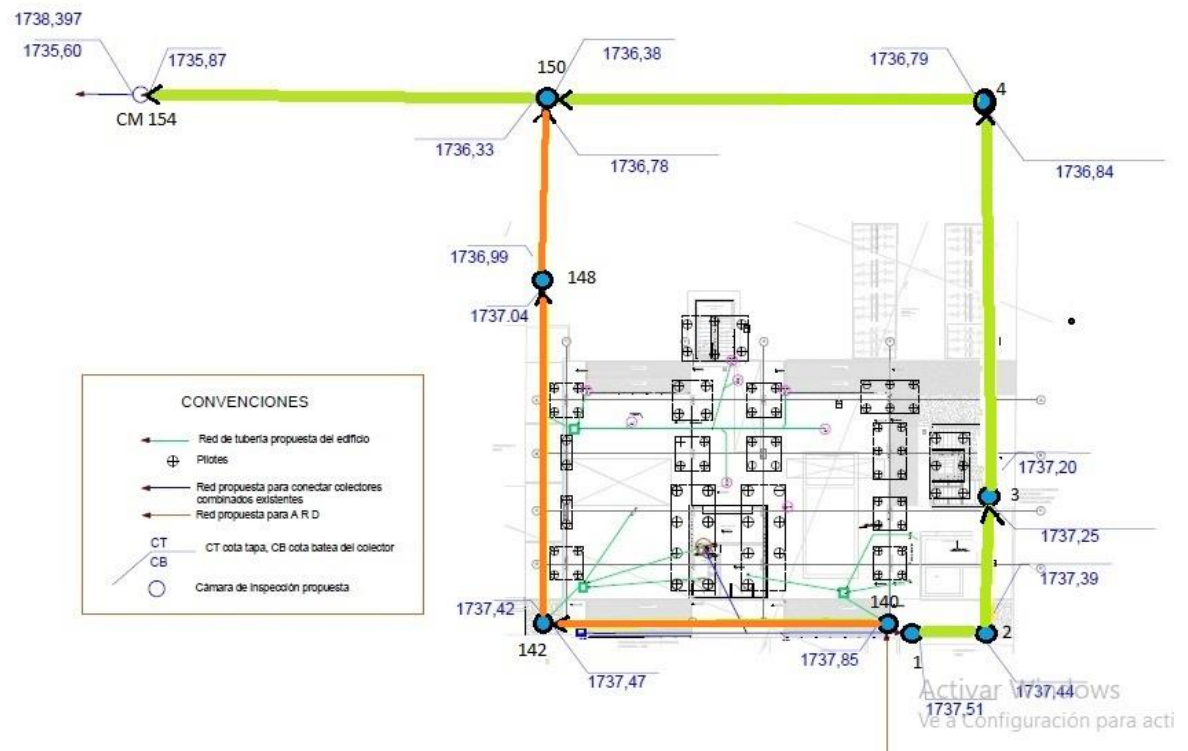 1738,397
1735,60
1735,87
CM 154
150
1736,38
1736,33
1736,78
1736,79
4
1736,84
1736,99
148
1737.04
CONVENCIONES
Red de tubería propuesta del edificio
Pilotes
Red propuesta para conectar colectores
combinados existentes
Red propuesta para A R D
CT
CB
CT cota tapa, CB cota batea del colector
Cámara de Inspección propuesta
1737,20
3
1737,25
1737,39
1737,42
142
1737,47
140
1737,85
1
2
1737,44
1737,51
Activar Windows
Ve a Configuración para acti